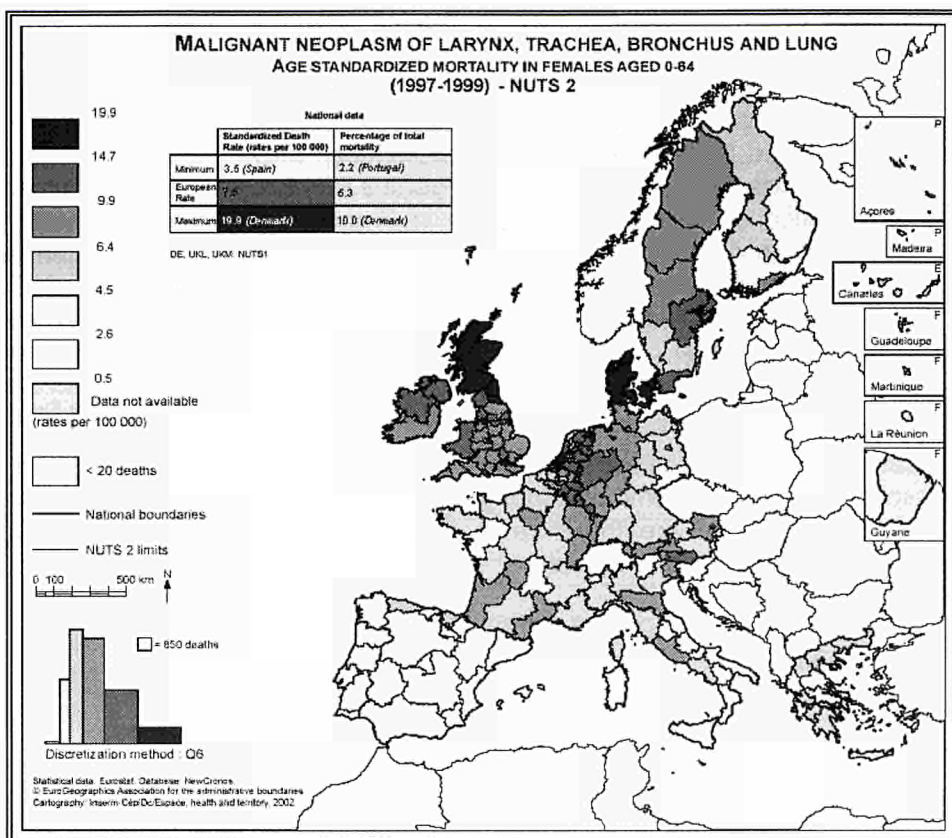 MALIGNANT NEOPLASM OF LARYNX, TRACHEA, BRONCHUS AND LUNG
AGE STANDARDIZED MORTALITY IN FEMALES AGED 0-64
(1997-1999) - NUTS 2
19.9
14.7
9.9
6.4
4.5
2.6
0.5
Data not available
(rates per 100 000)
< 20 deaths
National boundaries
NUTS 2 limits
0 100 500 km
N
= 850 deaths
Discretization method : Q6
National data
Standardized Death Rate (rates per 100 000)
Percentage of total mortality
Minimum 3.5 (Spain) 2.2 (Portugal)
European Rate 6.3
Maximum 19.9 (Denmark) 10.0 (Denmark)
DE, UKL, UKM: NUTS1
P
Açores
P
Madeira
E
Canarias
F
Guadeloupe
F
Martinique
F
La Réunion
F
Guyane
Statistical data: Eurostat. Database: NewCronos.
© EuroGeographics Association for the administrative boundaries
Cartography: Inserm-CépiDc/Espace, health and territory, 2002